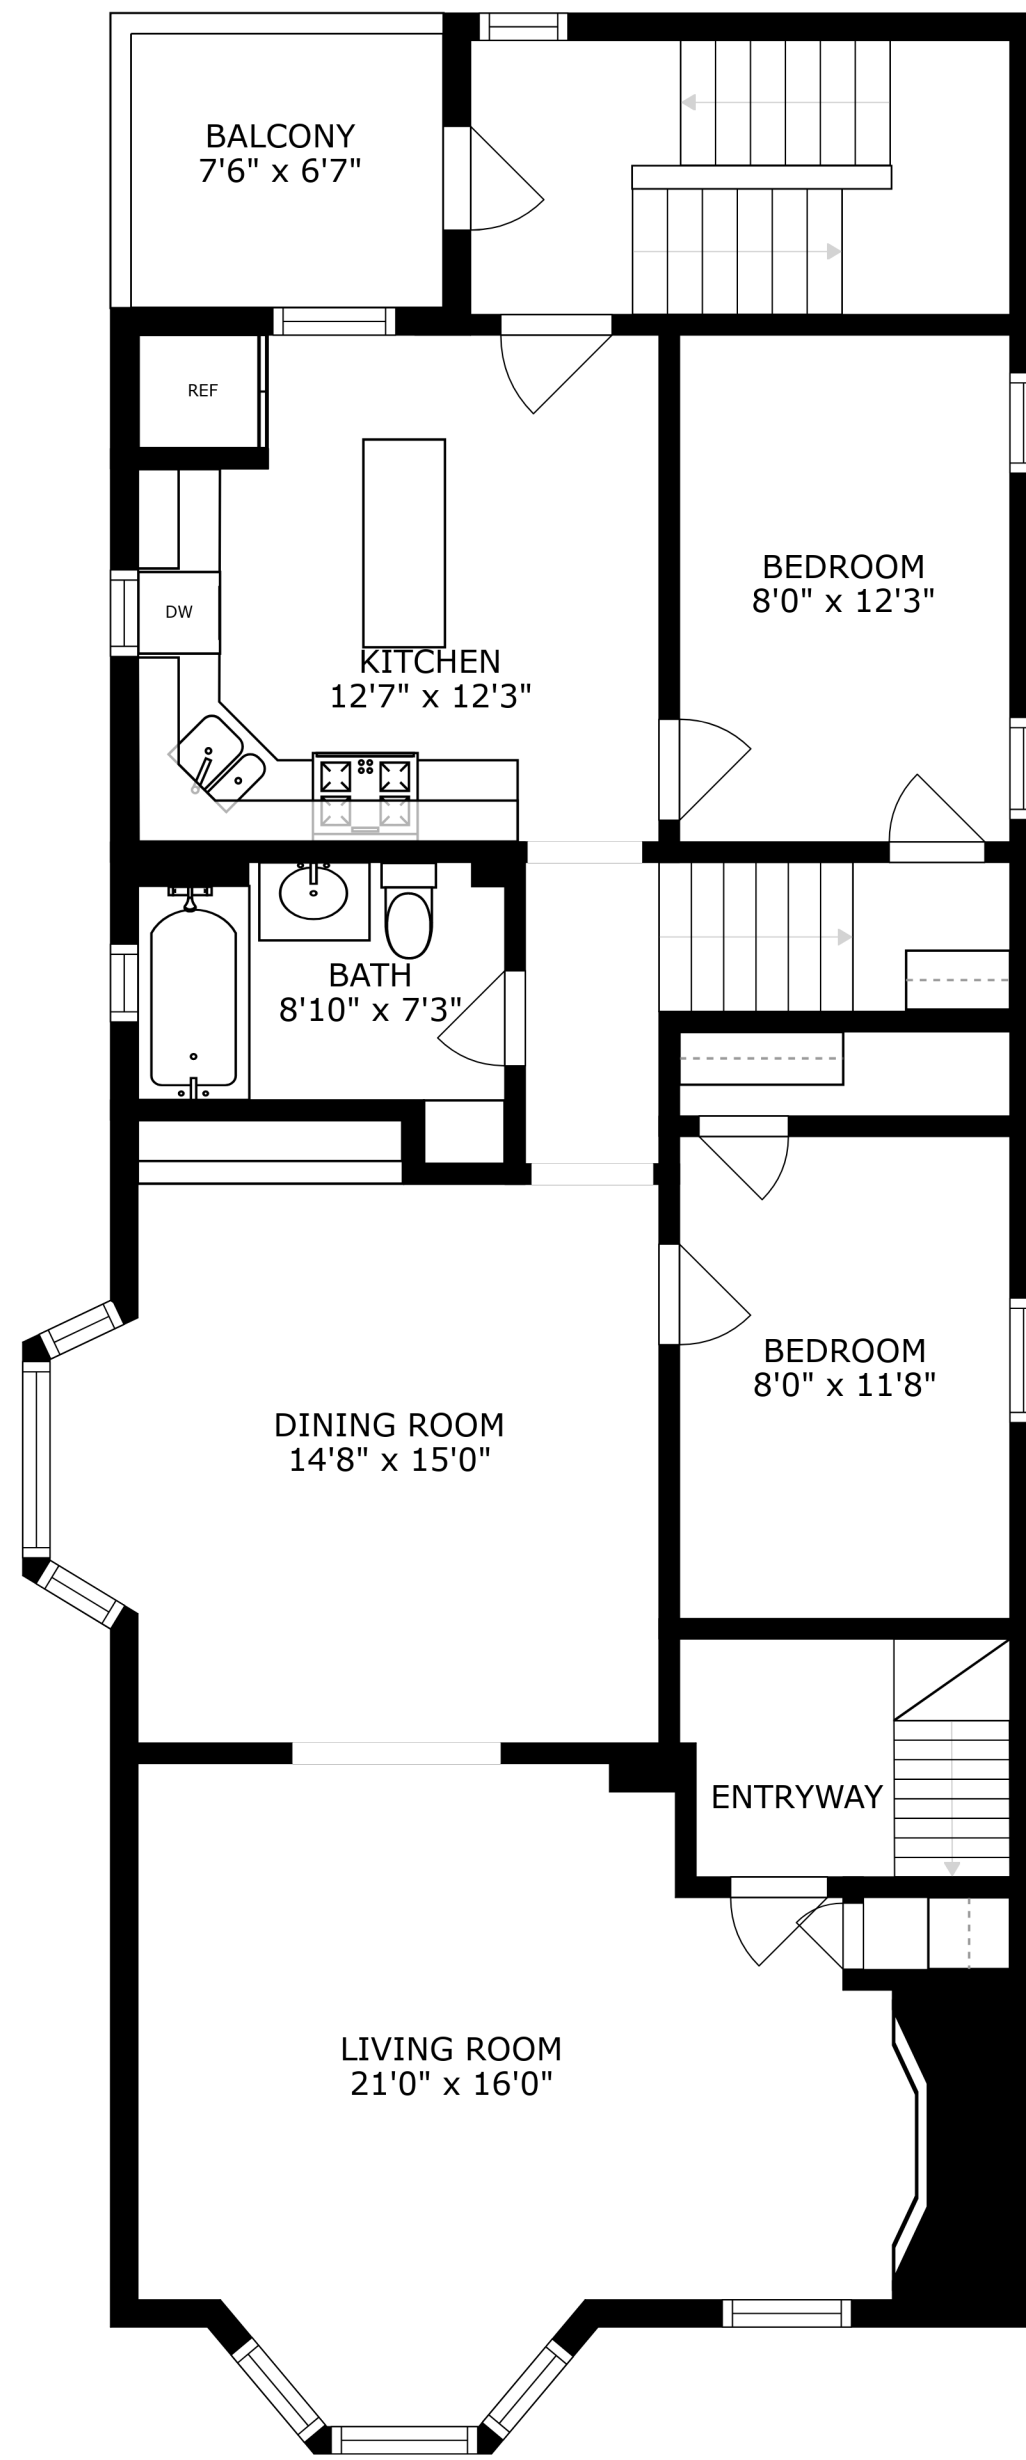 BALCONY
7'6" x 6'7"
REF
BEDROOM
8'0" x 12'3"
DW
KITCHEN
12'7" x 12'3"
BATH
8'10" x 7'3"
BEDROOM
8'0" x 11'8"
DINING ROOM
14'8" x 15'0"
ENTRYWAY
LIVING ROOM
21'0" x 16'0"